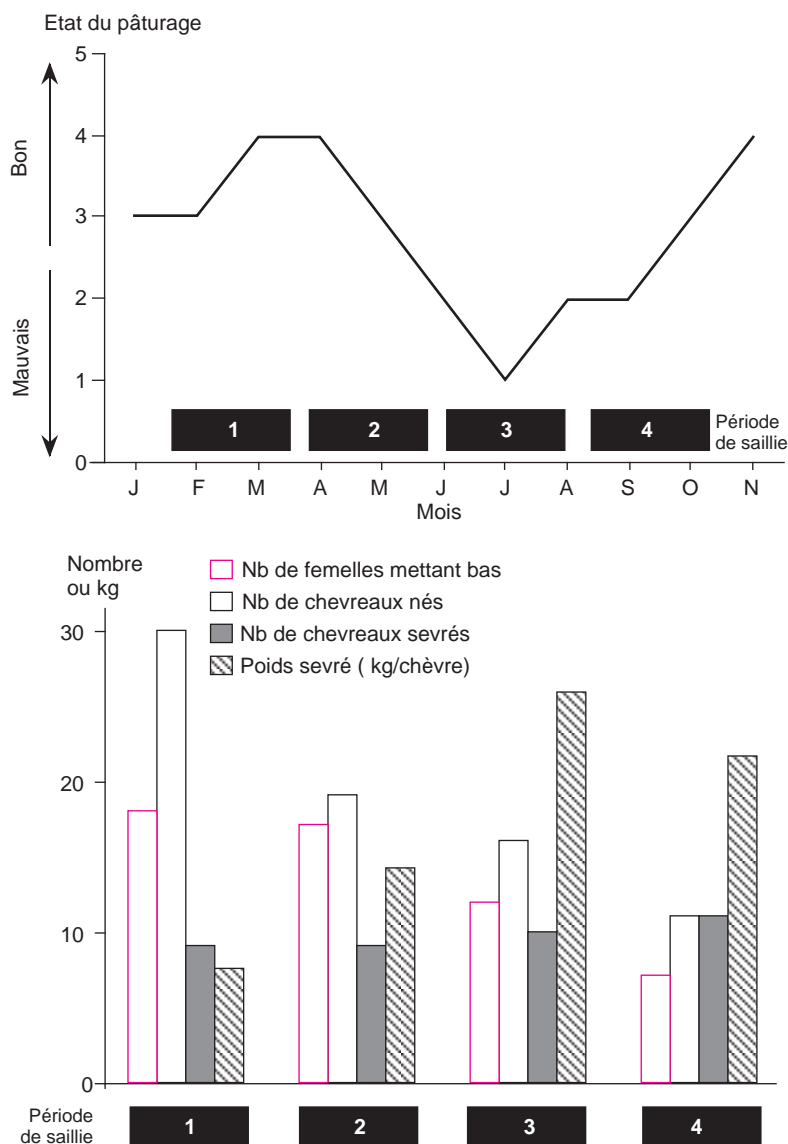 Etat du pâturage
5
4
3
2
1
0
Bon
Mauvais
1 2 3 4
Période
de saillie
J F M A M J J A S O N
Mois
Nombre
ou kg
Nb de femelles mettant bas
Nb de chevreaux nés
Nb de chevreaux sevrés
Poids sevré ( kg/chèvre)
30
20
10
0
Période
de saillie
1 2 3 4